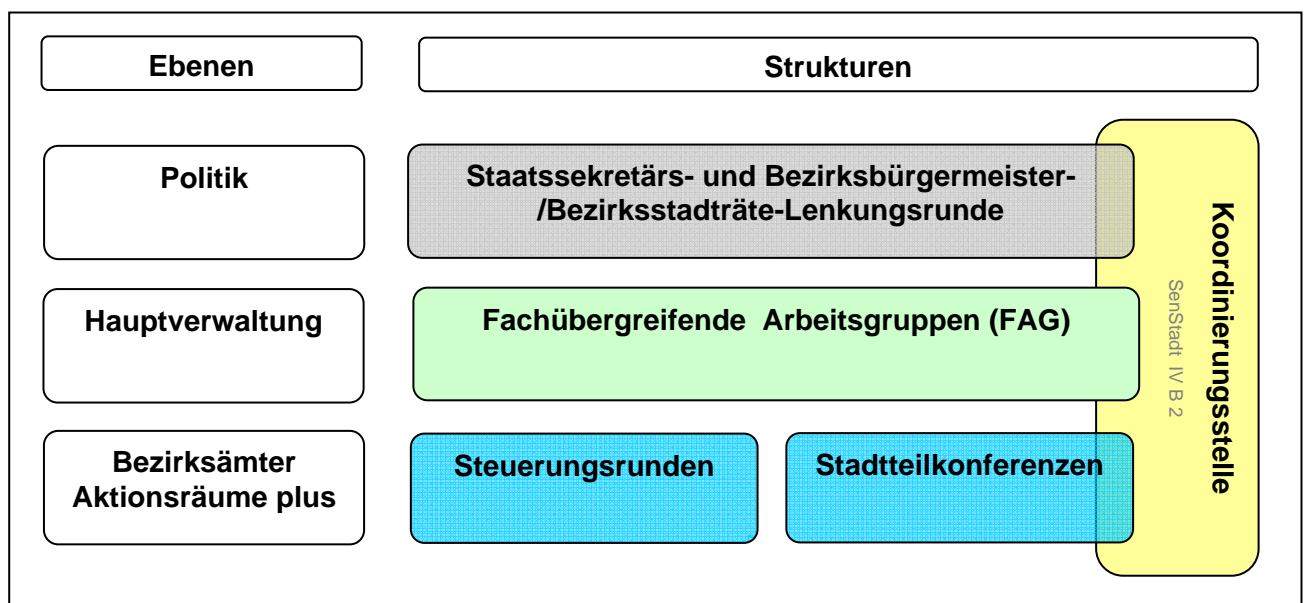 Ebenen
Strukturen
Politik
Staatssekretärs- und Bezirksbürgermeister-
/Bezirksstadträte-Lenkungsrunde
Hauptverwaltung
Fachübergreifende Arbeitsgruppen (FAG)
Bezirksämter
Aktionsräume plus
Steuerungsrunden
Stadtteilkonferenzen
Koordinierungsstelle
SenStadt IV B 2